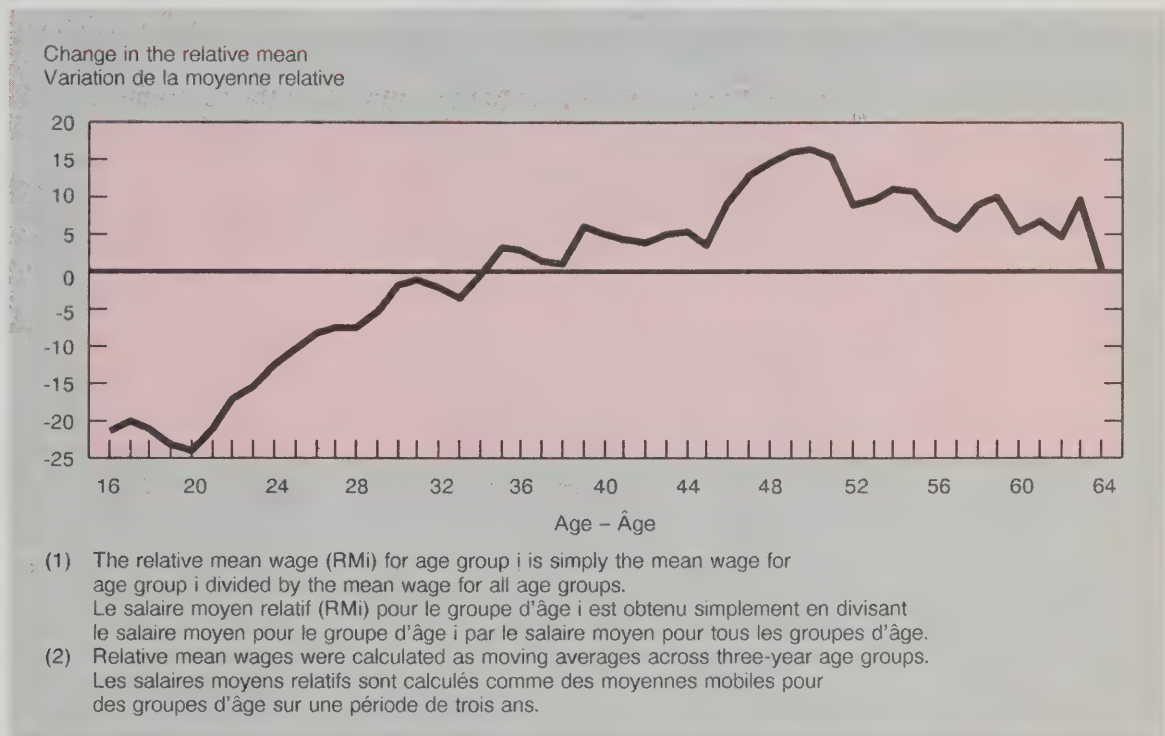 Change in the relative mean
Variation de la moyenne relative
20
15
10
5
0
-5
-10
-15
-20
-25
16 20 24 28 32 36 40 44 48 52 56 60 64
Age – Âge
(1) The relative mean wage (RMi) for age group i is simply the mean wage for
age group i divided by the mean wage for all age groups.
Le salaire moyen relatif (RMi) pour le groupe d'âge i est obtenu simplement en divisant
le salaire moyen pour le groupe d'âge i par le salaire moyen pour tous les groupes d'âge.
(2) Relative mean wages were calculated as moving averages across three-year age groups.
Les salaires moyens relatifs sont calculés comme des moyennes mobiles pour
des groupes d'âge sur une période de trois ans.